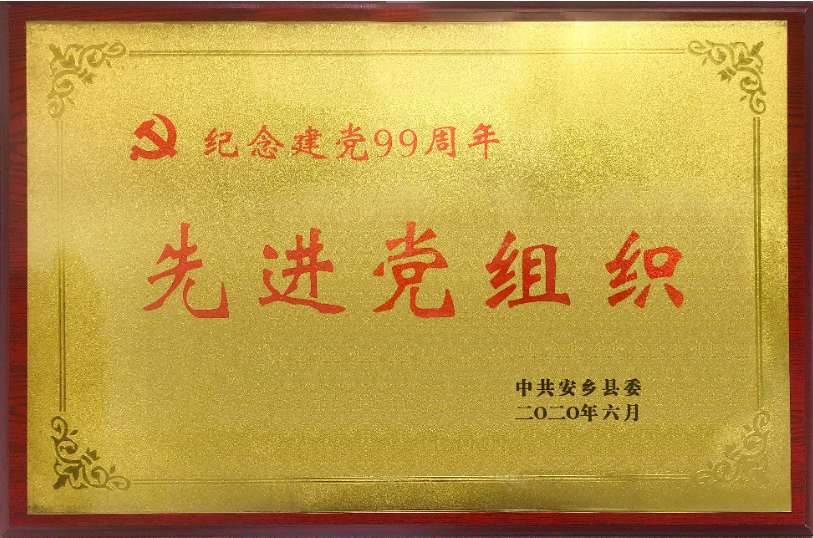 纪念建党99周年
先进党组织
中共安乡县委
二〇二〇年六月